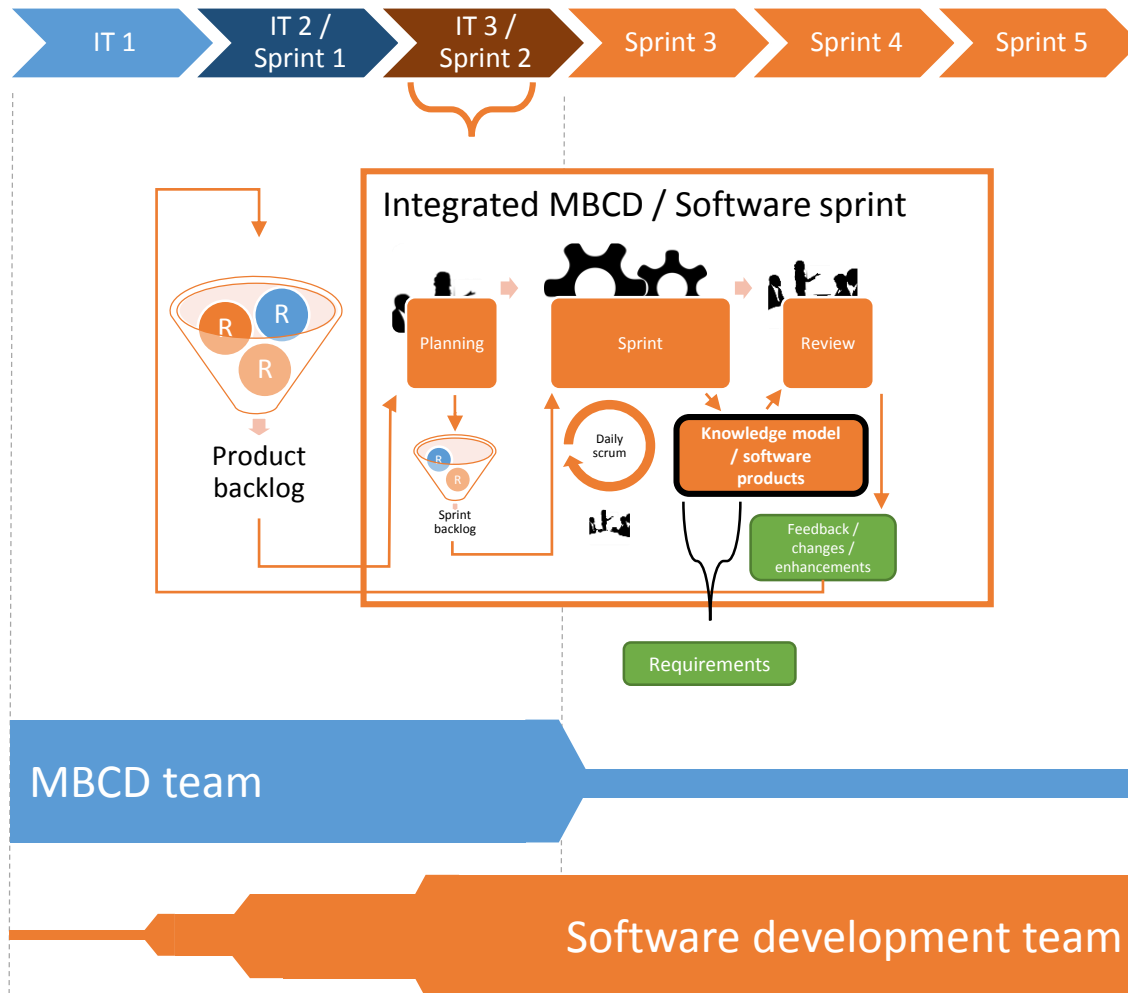 IT 1
IT 2 /
Sprint 1
IT 3 /
Sprint 2
Sprint 3
Sprint 4
Sprint 5
Integrated MBCD / Software sprint
R
R
R
Product
backlog
Planning
Sprint
Review
R
R
Sprint
backlog
Daily
scrum
Knowledge model
/ software
products
Feedback /
changes /
enhancements
Requirements
MBCD team
Software development team